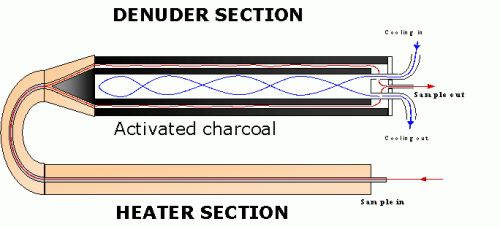 DENUDER SECTION
Cooling in
Sample out
Activated charcoal
Cooling out
Sample in
HEATER SECTION